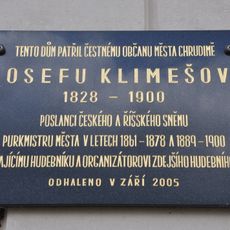 TENTO DŮM PATŘIL ČESTNÉMU OBČANU MĚSTA CHRUDIMĚ
OSEFU KLIMEŠOV
1828 - 1900
POSLANCI ČESKÉHO A ŘÍŠSKÉHO SNĚMU
PURKMISTRU MĚSTA V LETECH 1861-1878 A 1889-1900
AJÍCÍMU HUDEBNÍKU A ORGANIZÁTOROVI ZDEJŠÍHO HUDEBNÍHO
ODHALENO V ZÁŘÍ 2005